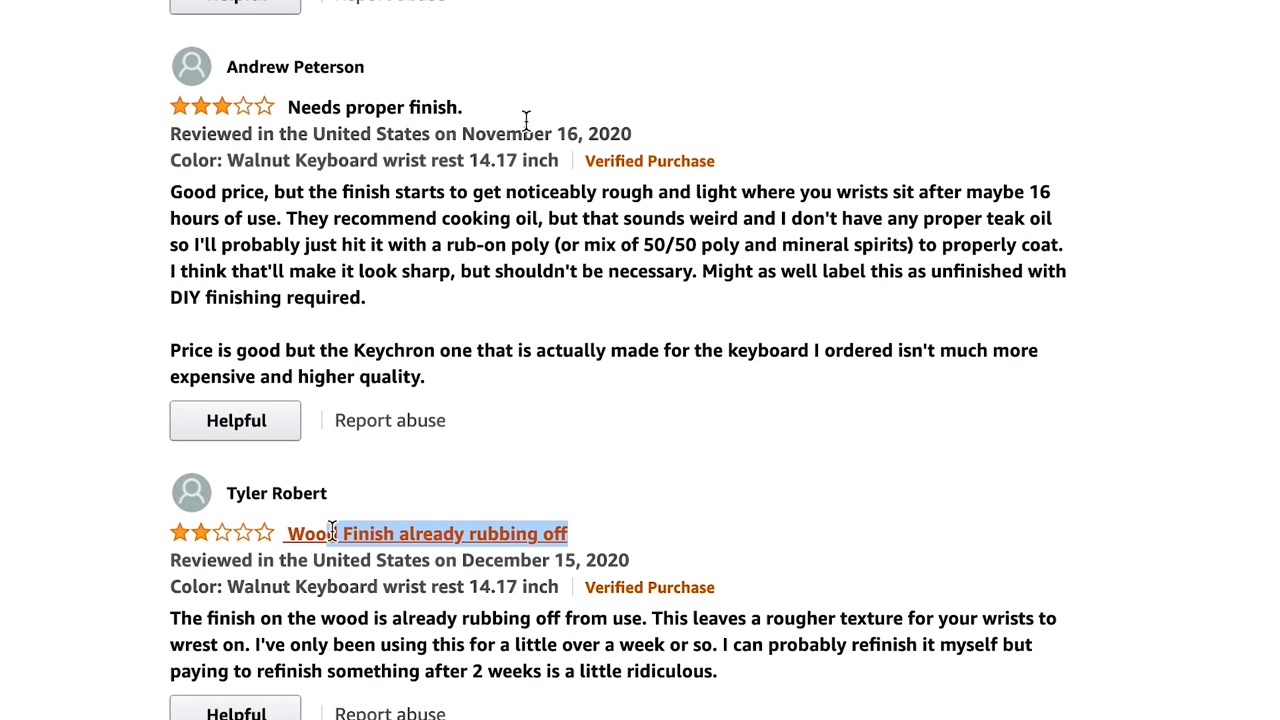 Helpful
Report abuse
Andrew Peterson
Needs proper finish.
Reviewed in the United States on November 16, 2020
Color: Walnut Keyboard wrist rest 14.17 inch | Verified Purchase
Good price, but the finish starts to get noticeably rough and light where you wrists sit after maybe 16
hours of use. They recommend cooking oil, but that sounds weird and I don't have any proper teak oil
so I'll probably just hit it with a rub-on poly (or mix of 50/50 poly and mineral spirits) to properly coat.
I think that'll make it look sharp, but shouldn't be necessary. Might as well label this as unfinished with
DIY finishing required.
Price is good but the Keychron one that is actually made for the keyboard I ordered isn't much more
expensive and higher quality.
Helpful | Report abuse
Tyler Robert
Wood Finish already rubbing off
Reviewed in the United States on December 15, 2020
Color: Walnut Keyboard wrist rest 14.17 inch | Verified Purchase
The finish on the wood is already rubbing off from use. This leaves a rougher texture for your wrists to
wrest on. I've only been using this for a little over a week or so. I can probably refinish it myself but
paying to refinish something after 2 weeks is a little ridiculous.
Helpful | Report abuse